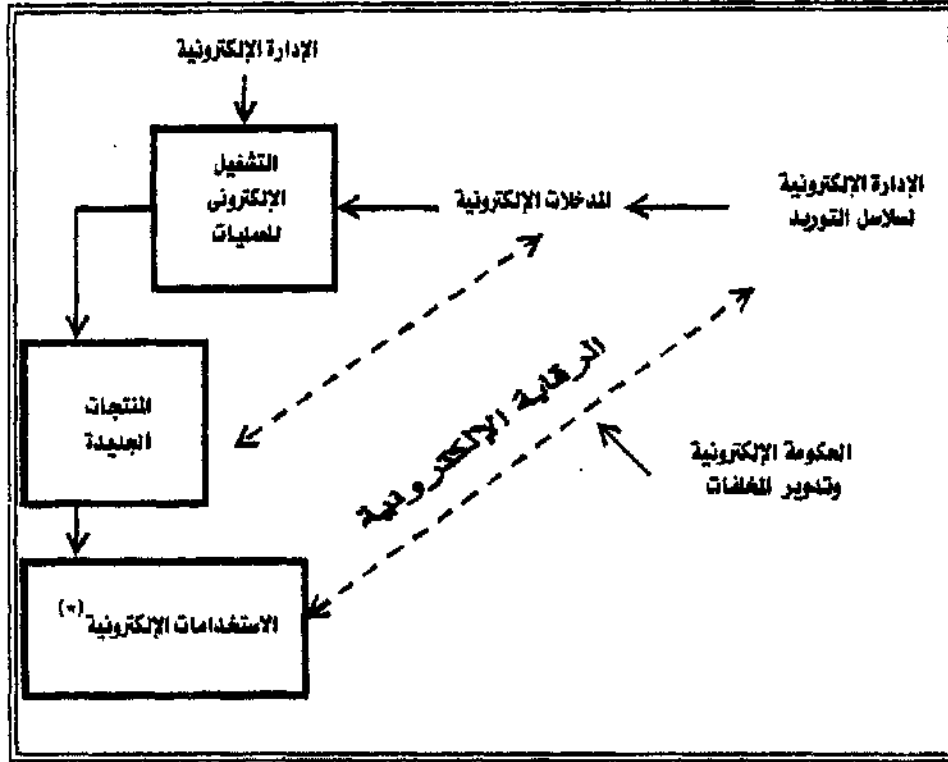 الإدارة الإلكترونية
التشغيل
الإلكترونى
للعمليات
المدخلات الإلكترونية
الإدارة الإلكترونية
لسلاسل التوريد
المنتجات
الجديدة
الرقابة الإلكترونية
الحكومة الإلكترونية
وتدوير المخلفات
الاستخدامات الإلكترونية (*)